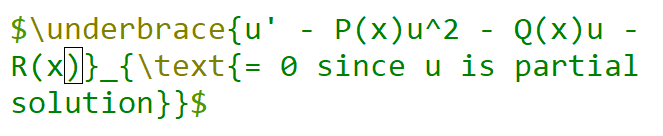 $\underbrace{u' - P(x)u^2 - Q(x)u -
R(x)}_{\text{= 0 since u is partial
solution}}$